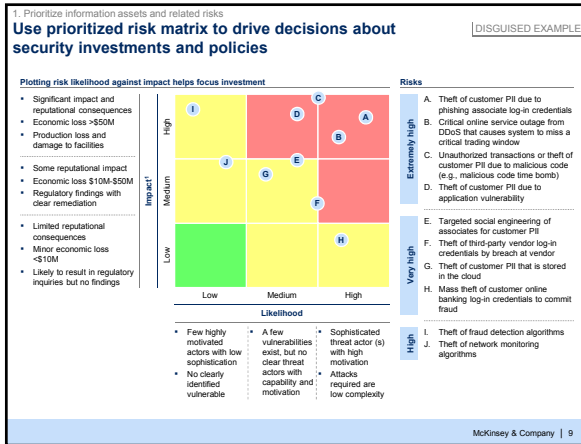 1. Prioritize information assets and related risks
Use prioritized risk matrix to drive decisions about
security investments and policies
DISGUISED EXAMPLE
Plotting risk likelihood against impact helps focus investment
▪ Significant impact and
reputational consequences
▪ Economic loss >$50M
▪ Production loss and
damage to facilities
▪ Some reputational impact
▪ Economic loss $10M-$50M
▪ Regulatory findings with
clear remediation
▪ Limited reputational
consequences
▪ Minor economic loss
<$10M
▪ Likely to result in regulatory
inquiries but no findings
Impact¹
High
Medium
Low
I
C
D
A
B
J
E
G
F
H
Low
Medium
High
Likelihood
▪ Few highly
motivated
actors with low
sophistication
▪ No clearly
identified
vulnerable
▪ A few
vulnerabilities
exist, but no
clear threat
actors with
capability and
motivation
▪ Sophisticated
threat actor (s)
with high
motivation
▪ Attacks
required are
low complexity
Risks
Extremely high
A. Theft of customer PII due to
phishing associate log-in credentials
B. Critical online service outage from
DDoS that causes system to miss a
critical trading window
C. Unauthorized transactions or theft of
customer PII due to malicious code
(e.g., malicious code time bomb)
D. Theft of customer PII due to
application vulnerability
Very high
E. Targeted social engineering of
associates for customer PII
F. Theft of third-party vendor log-in
credentials by breach at vendor
G. Theft of customer PII that is stored
in the cloud
H. Mass theft of customer online
banking log-in credentials to commit
fraud
High
I. Theft of fraud detection algorithms
J. Theft of network monitoring
algorithms
McKinsey & Company | 9